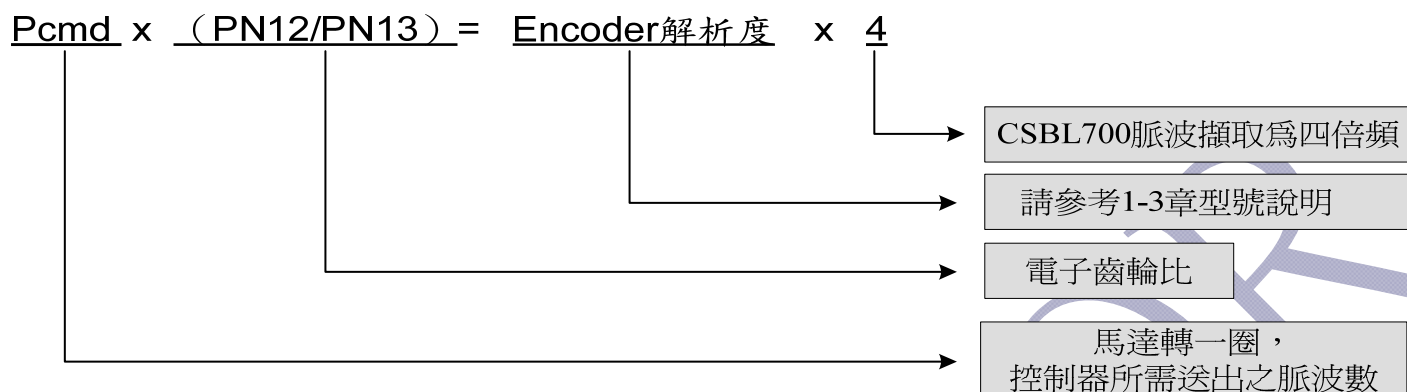 Pcmd x （PN12/PN13）= Encoder解析度 x 4
CSBL700脈波擷取為四倍頻
請參考1-3章型號說明
電子齒輪比
馬達轉一圈，
控制器所需送出之脈波數